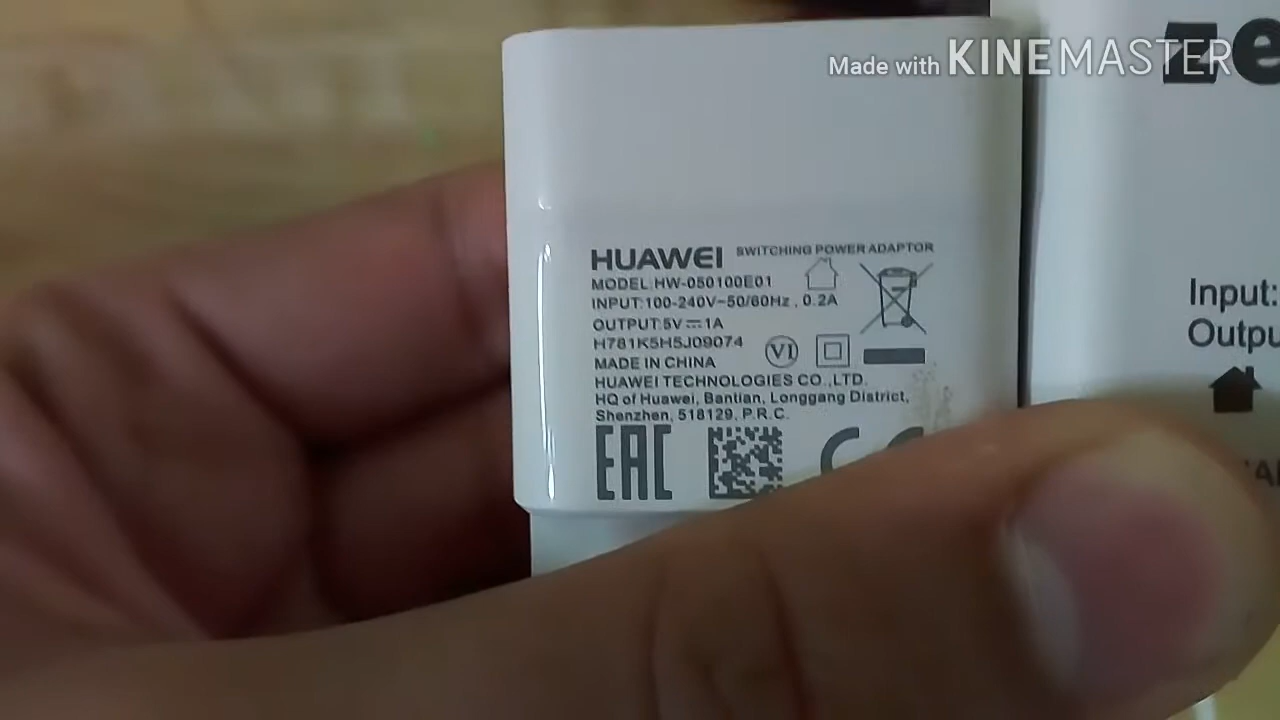 Made with KINEMASTER
ze
HUAWEI SWITCHING POWER ADAPTOR
MODEL:HW-050100E01
INPUT:100-240V~50/60Hz, 0.2A
OUTPUT:5V⎓1A
H781K5H5J09074
VI
MADE IN CHINA
HUAWEI TECHNOLOGIES CO.,LTD.
HQ of Huawei, Bantian, Longgang District,
Shenzhen, 518129, P.R.C.
EAC CE
Input:
Outpu